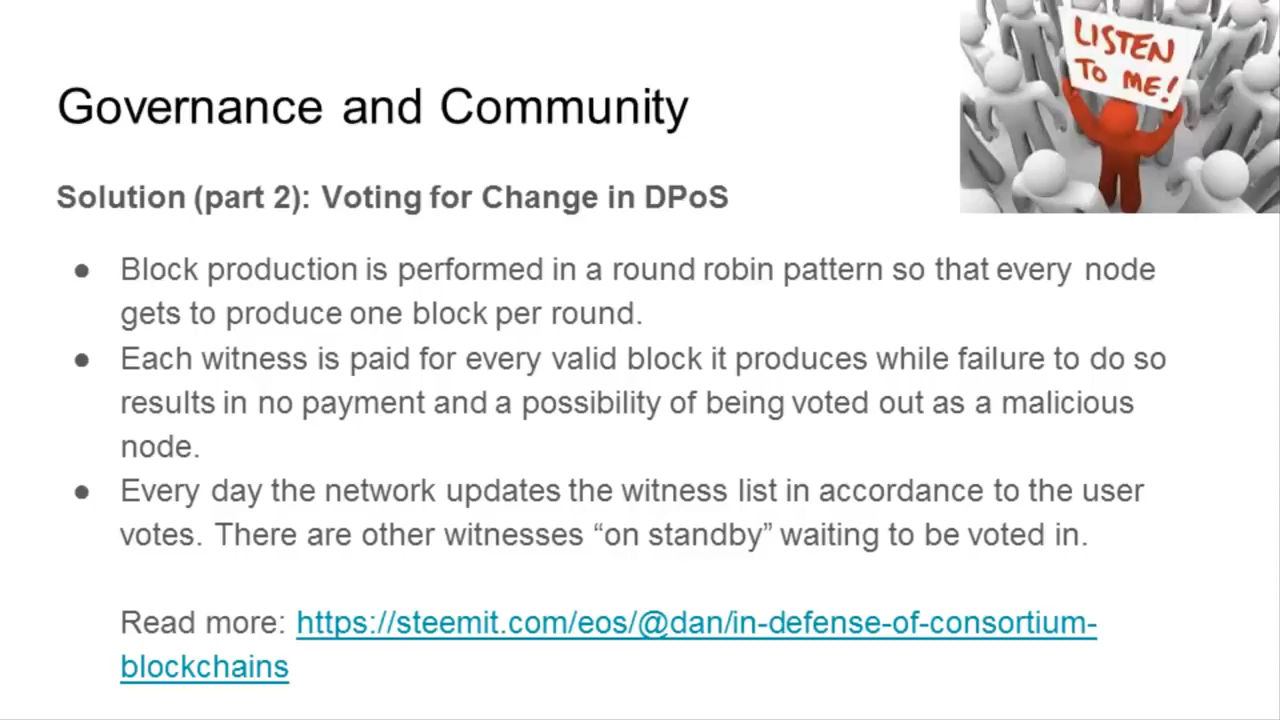 LISTEN
TO ME!
Governance and Community
Solution (part 2): Voting for Change in DPoS
● Block production is performed in a round robin pattern so that every node
gets to produce one block per round.
● Each witness is paid for every valid block it produces while failure to do so
results in no payment and a possibility of being voted out as a malicious
node.
● Every day the network updates the witness list in accordance to the user
votes. There are other witnesses “on standby” waiting to be voted in.
Read more: https://steemit.com/eos/@dan/in-defense-of-consortium-
blockchains